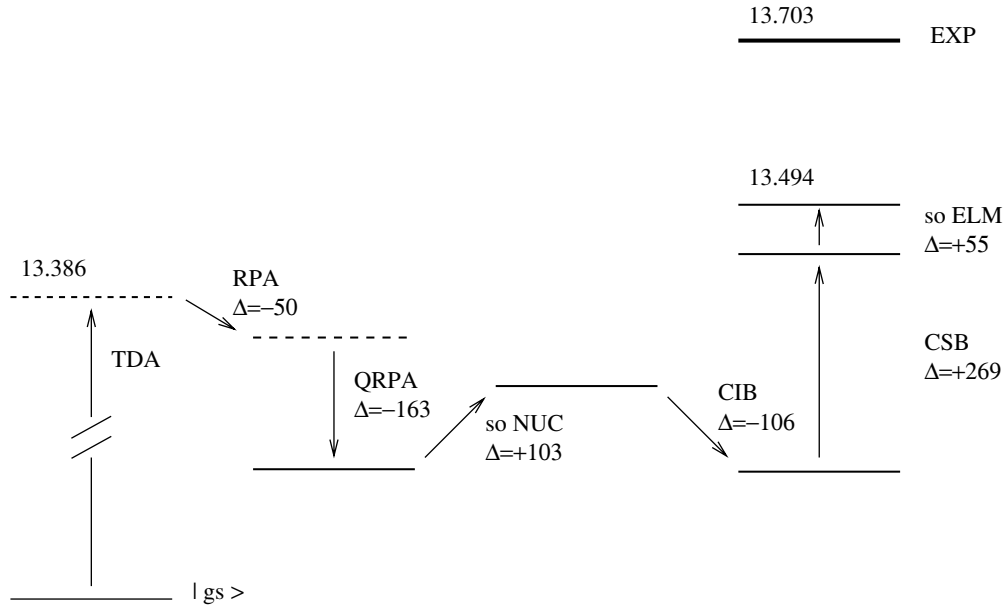 13.703
EXP
13.494
so ELM
Δ=+55
13.386
RPA
Δ=−50
TDA
CSB
Δ=+269
QRPA
Δ=−163
CIB
Δ=−106
so NUC
Δ=+103
| gs >